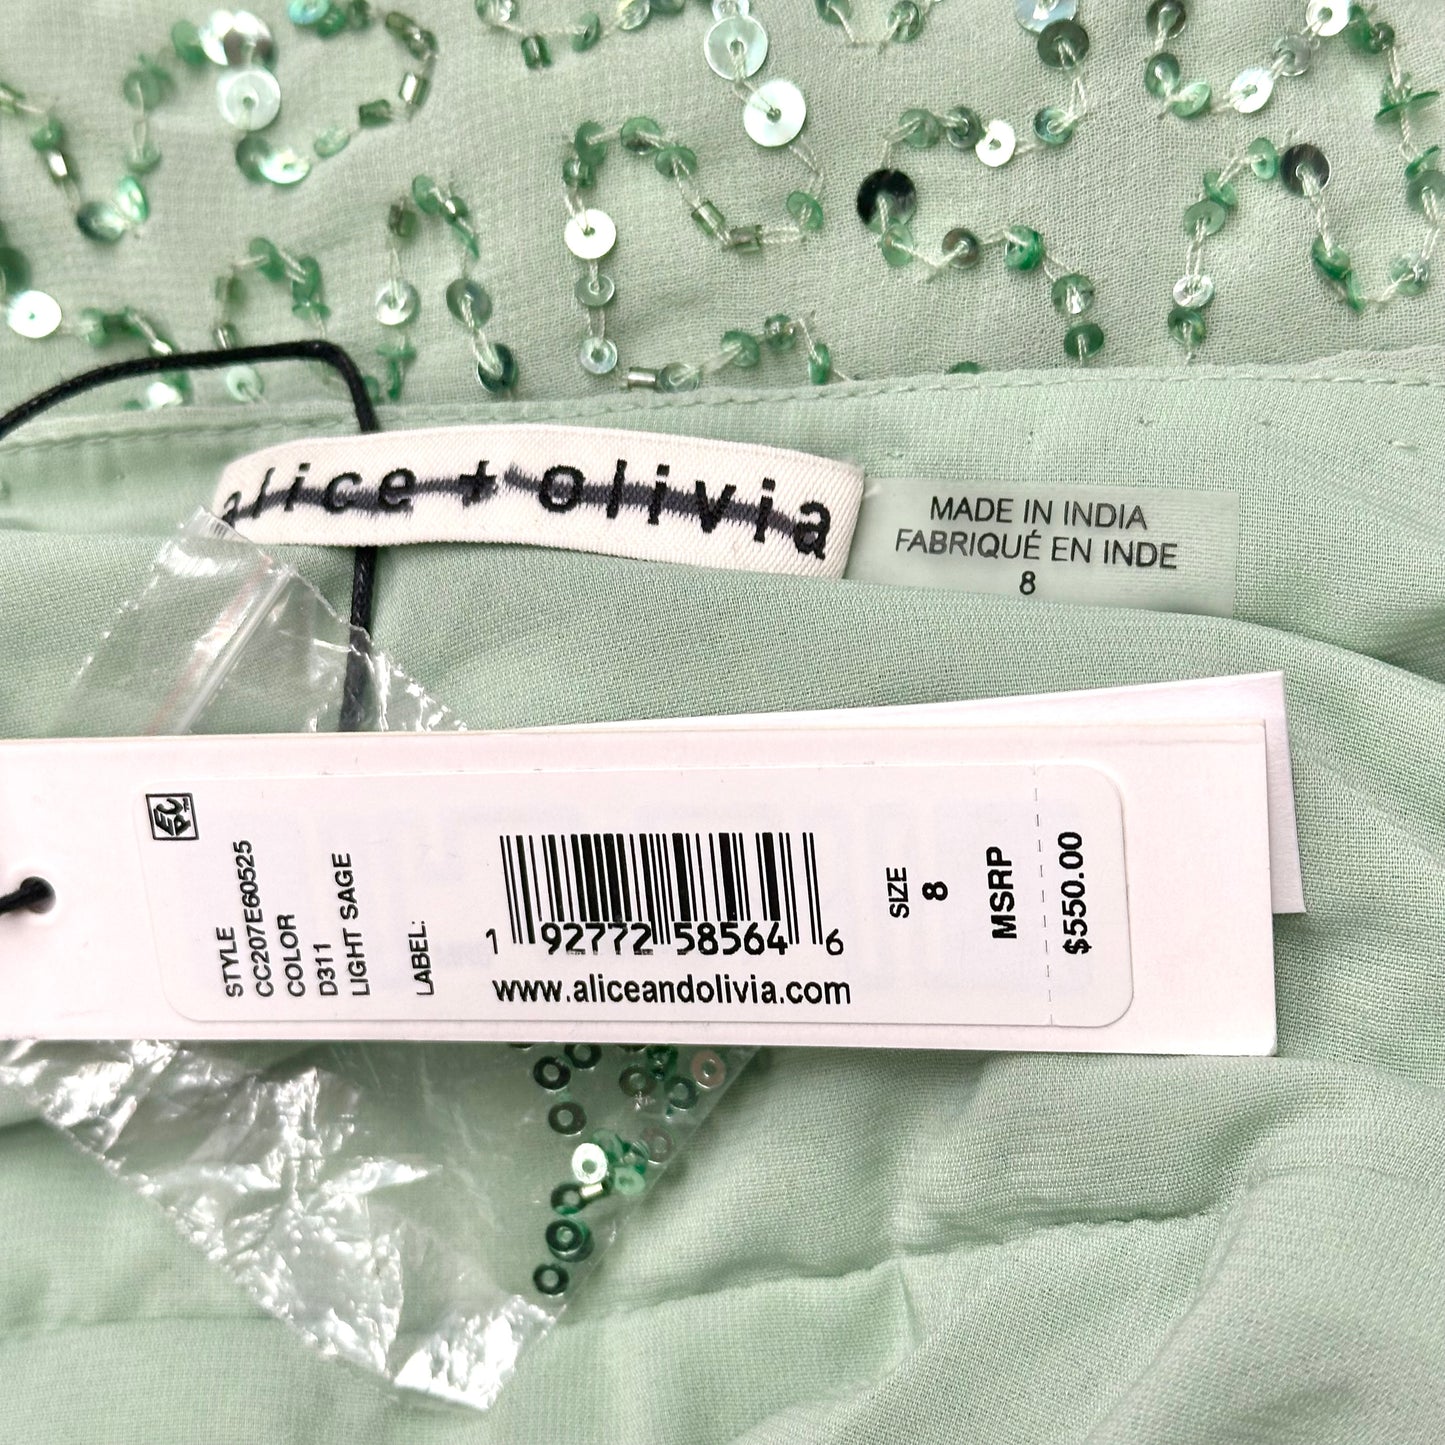 alice + olivia
MADE IN INDIA
FABRIQUÉ EN INDE
8
EPC
STYLE
CC207E60525
COLOR
D311
LIGHT SAGE
LABEL:
1 92772 58564 6
www.aliceandolivia.com
SIZE
8
MSRP
$550.00